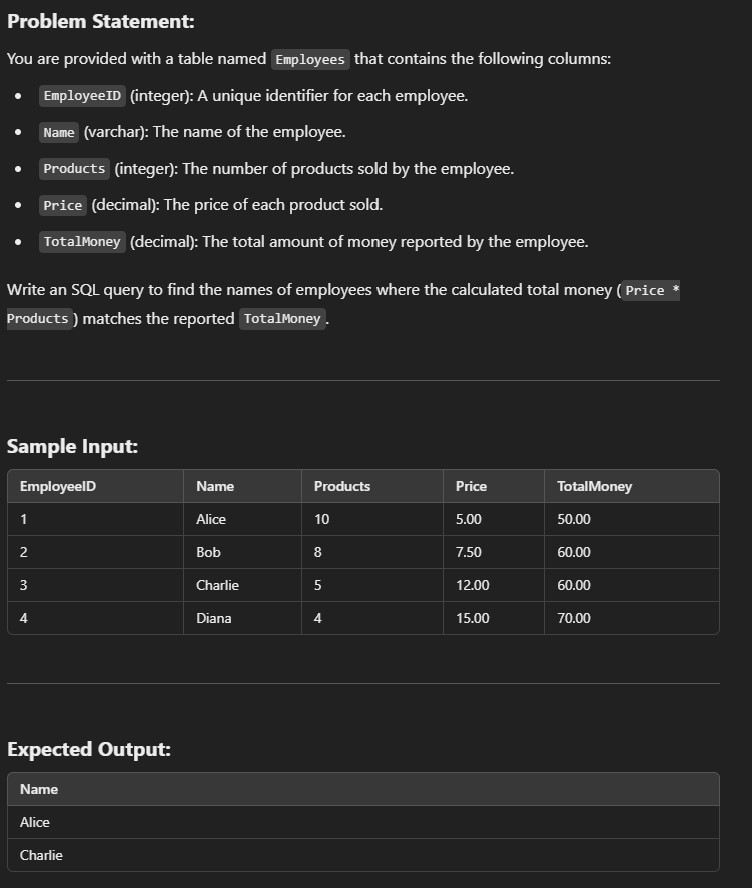 Problem Statement:
You are provided with a table named Employees that contains the following columns:
• EmployeeID (integer): A unique identifier for each employee.
• Name (varchar): The name of the employee.
• Products (integer): The number of products sold by the employee.
• Price (decimal): The price of each product sold.
• TotalMoney (decimal): The total amount of money reported by the employee.
Write an SQL query to find the names of employees where the calculated total money (Price *
Products) matches the reported TotalMoney.
Sample Input:
EmployeeID Name Products Price TotalMoney
1 Alice 10 5.00 50.00
2 Bob 8 7.50 60.00
3 Charlie 5 12.00 60.00
4 Diana 4 15.00 70.00
Expected Output:
Name
Alice
Charlie